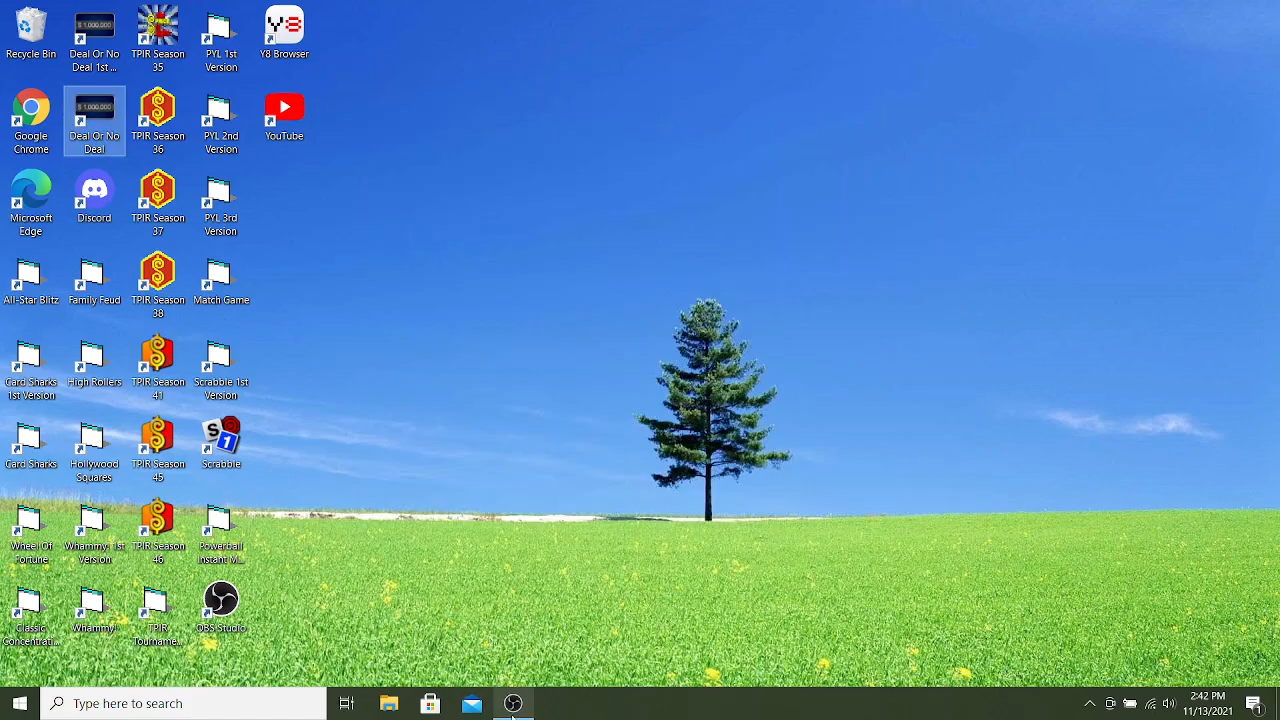 Recycle Bin
Deal Or No
Deal 1st ...
TPIR Season
35
PYL 1st
Version
Y8 Browser
Google
Chrome
Deal Or No
Deal
TPIR Season
36
PYL 2nd
Version
YouTube
Microsoft
Edge
Discord
TPIR Season
37
PYL 3rd
Version
All-Star Blitz
Family Feud
TPIR Season
38
Match Game
Card Sharks
1st Version
High Rollers
TPIR Season
41
Scrabble 1st
Version
Card Sharks
Hollywood
Squares
TPIR Season
45
Scrabble
Wheel Of
Fortune
Whammy! 1st
Version
TPIR Season
46
Powerball
Instant M...
Classic
Concentrati...
Whammy!
TPIR
Tourname...
OBS Studio
Type here to search
2:42 PM
11/13/2021
1